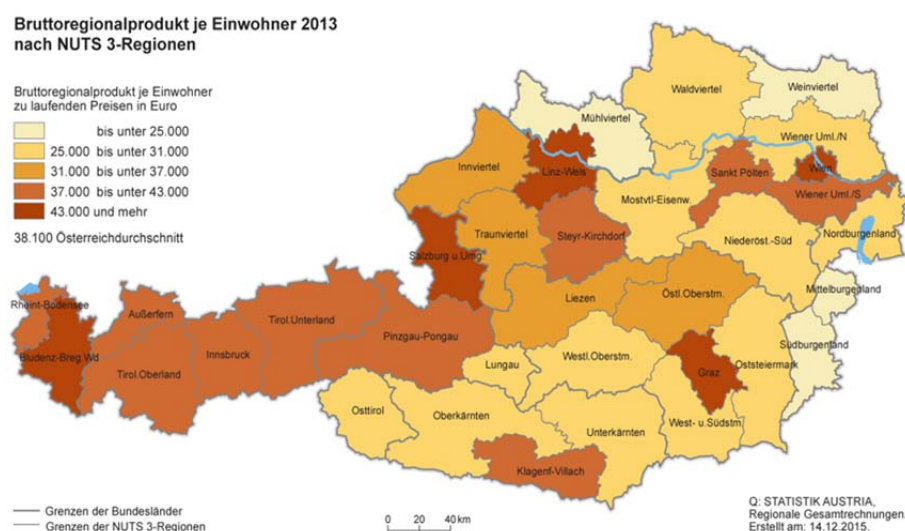 Bruttoregionalprodukt je Einwohner 2013
nach NUTS 3-Regionen
Bruttoregionalprodukt je Einwohner
zu laufenden Preisen in Euro
bis unter 25.000
25.000 bis unter 31.000
31.000 bis unter 37.000
37.000 bis unter 43.000
43.000 und mehr
38.100 Österreichdurchschnitt
Waldviertel
Weinviertel
Mühlviertel
Wiener Uml./N
Innviertel
Linz-Wels
Sankt Pölten
Wien
Wiener Uml./S
Mostvtl-Eisenw.
Traunviertel
Steyr-Kirchdorf
Niederöst.-Süd
Nordburgenland
Salzburg u.Umg.
Mittelburgenland
Rheint-Bodensee
Außerfern
Tirol.Unterland
Liezen
Östl.Oberstm.
Pinzgau-Pongau
Südburgenland
Bludenz-Breg.Wd
Innsbruck
Tirol.Oberland
Lungau
Westl.Oberstm.
Graz
Oststeiermark
Osttirol
Oberkärnten
Unterkärnten
West- u.Südstm.
Klagenf-Villach
Grenzen der Bundesländer
Grenzen der NUTS 3-Regionen
0 20 40 km
Q: STATISTIK AUSTRIA,
Regionale Gesamtrechnungen.
Erstellt am: 14.12.2015.